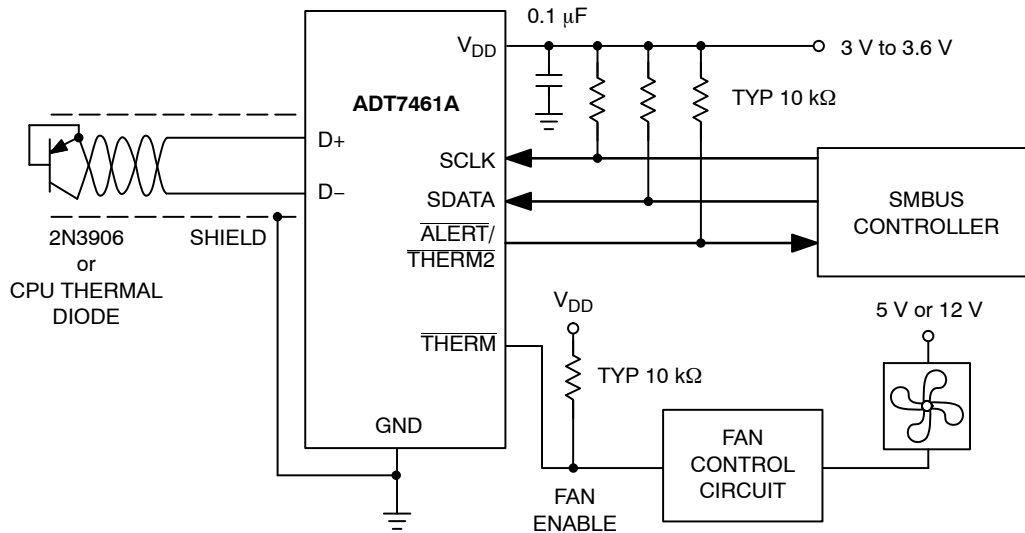 0.1 μF
V_DD
3 V to 3.6 V
ADT7461A
TYP 10 kΩ
D+
D−
SCLK
SDATA
ALERT/
THERM2
SMBUS
CONTROLLER
2N3906
or
CPU THERMAL
DIODE
SHIELD
V_DD
5 V or 12 V
THERM
TYP 10 kΩ
GND
FAN
CONTROL
CIRCUIT
FAN
ENABLE